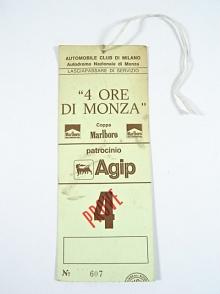 AUTOMOBILE CLUB DI MILANO
Autodromo Nazionale di Monza
LASCIAPASSARE DI SERVIZIO
"4 ORE
DI MONZA"
Coppa
Marlboro
Marlboro
Marlboro
patrocinio
Agip
4
PROVE
N° 607